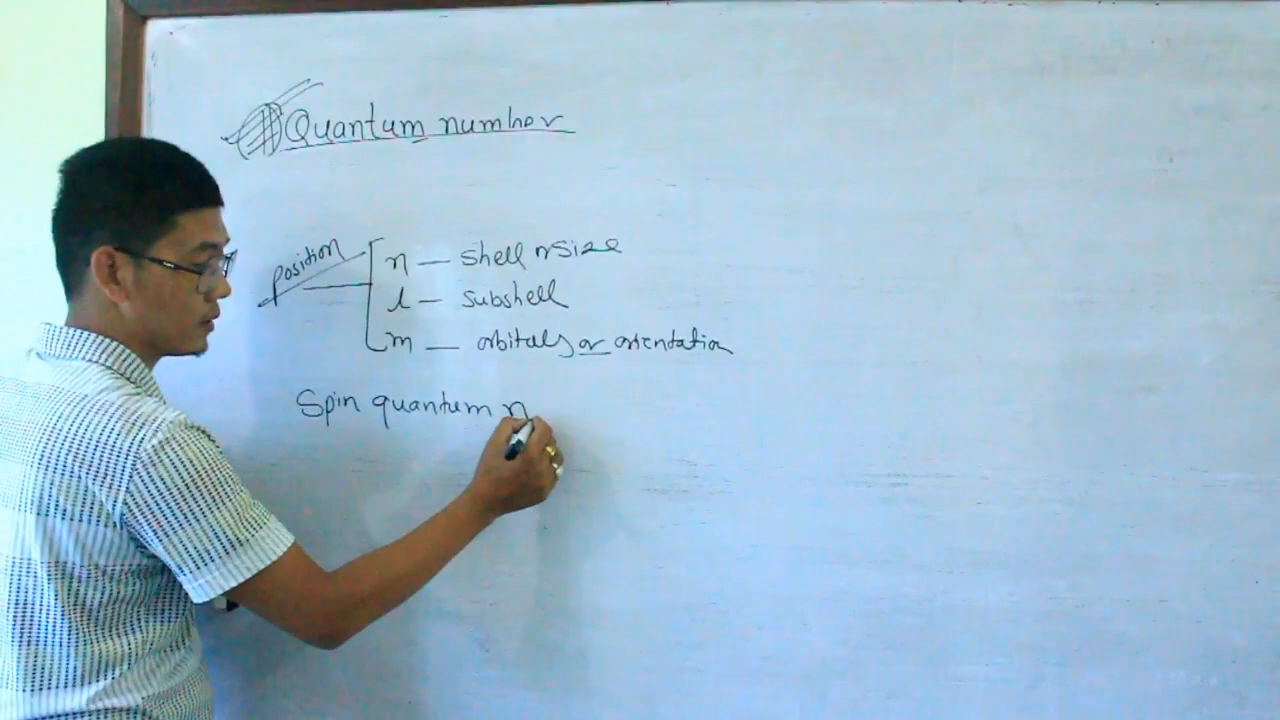 Quantum number
Position
n — shell or size
l — subshell
m — orbitals or orientation
Spin quantum n